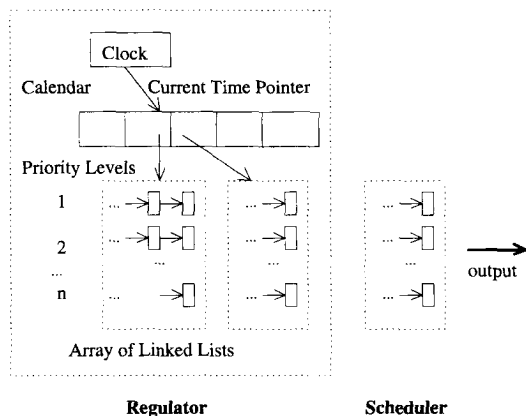 Clock
Calendar Current Time Pointer
Priority Levels
1 ... ... ...
2 ... ... ...
... ... ... ...
n ... ... ...
output
Array of Linked Lists
Regulator Scheduler